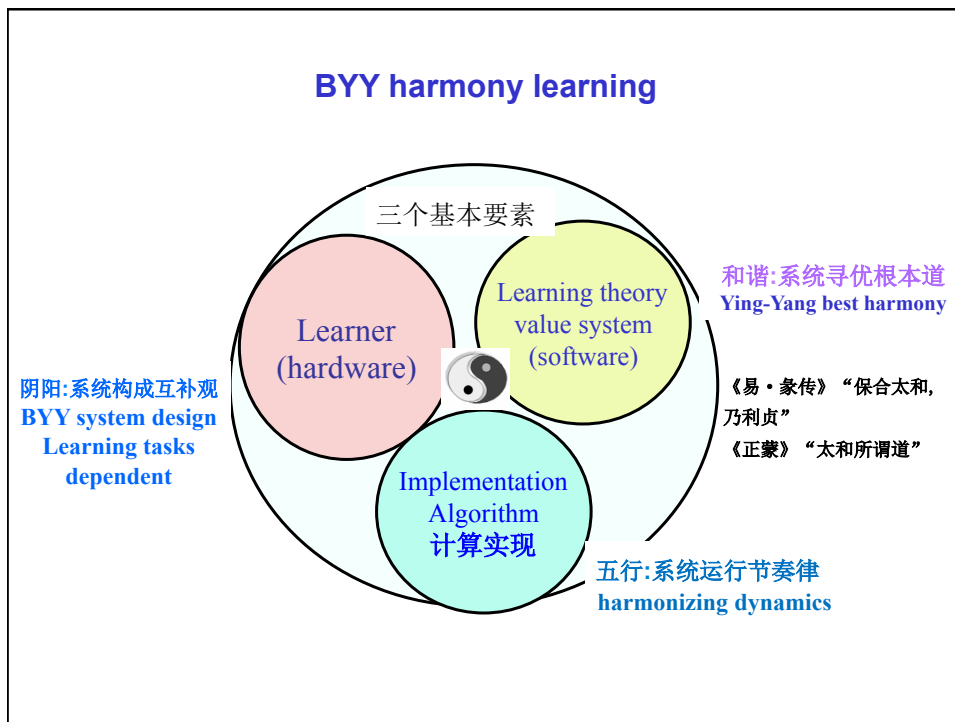 BYY harmony learning
三个基本要素
Learner
(hardware)
Learning theory
value system
(software)
Implementation
Algorithm
计算实现
阴阳:系统构成互补观
BYY system design
Learning tasks
dependent
和谐:系统寻优根本道
Ying-Yang best harmony
《易·彖传》“保合太和,
乃利贞”
《正蒙》“太和所谓道”
五行:系统运行节奏律
harmonizing dynamics